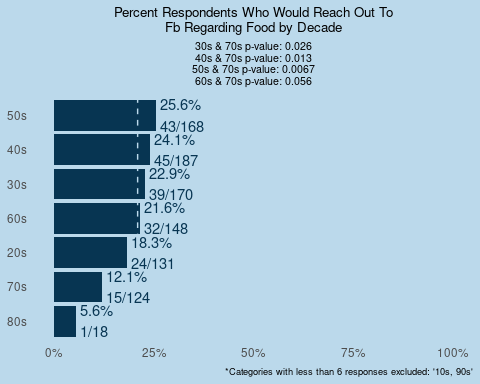 Percent Respondents Who Would Reach Out To
Fb Regarding Food by Decade
30s & 70s p-value: 0.026
40s & 70s p-value: 0.013
50s & 70s p-value: 0.0067
60s & 70s p-value: 0.056
50s
25.6%
43/168
40s
24.1%
45/187
30s
22.9%
39/170
60s
21.6%
32/148
20s
18.3%
24/131
70s
12.1%
15/124
80s
5.6%
1/18
0% 25% 50% 75% 100%
*Categories with less than 6 responses excluded: '10s, 90s'